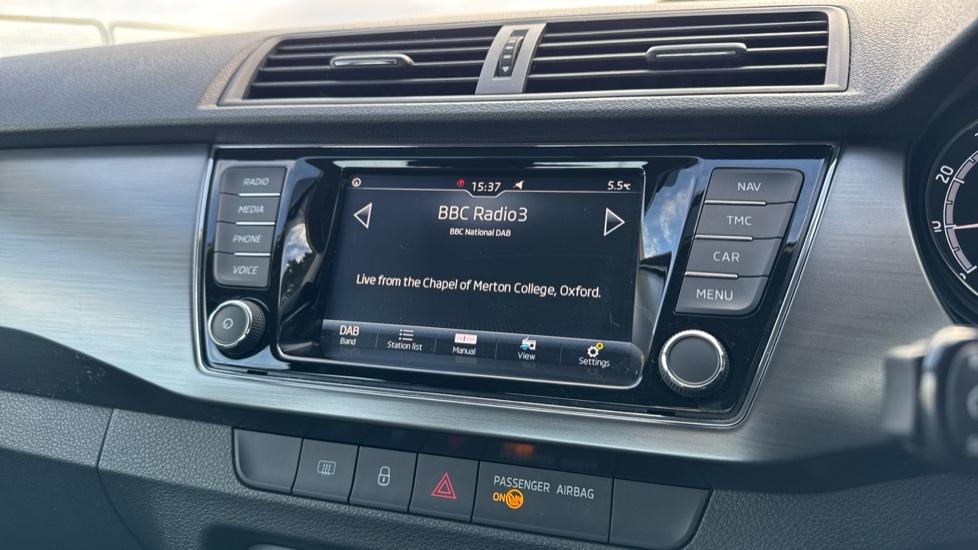 RADIO
MEDIA
PHONE
VOICE
15:37
5.5°C
BBC Radio3
BBC National DAB
Live from the Chapel of Merton College, Oxford.
DAB
Band
Station list
Manual
View
Settings
NAV
TMC
CAR
MENU
20
0
PASSENGER AIRBAG
ON